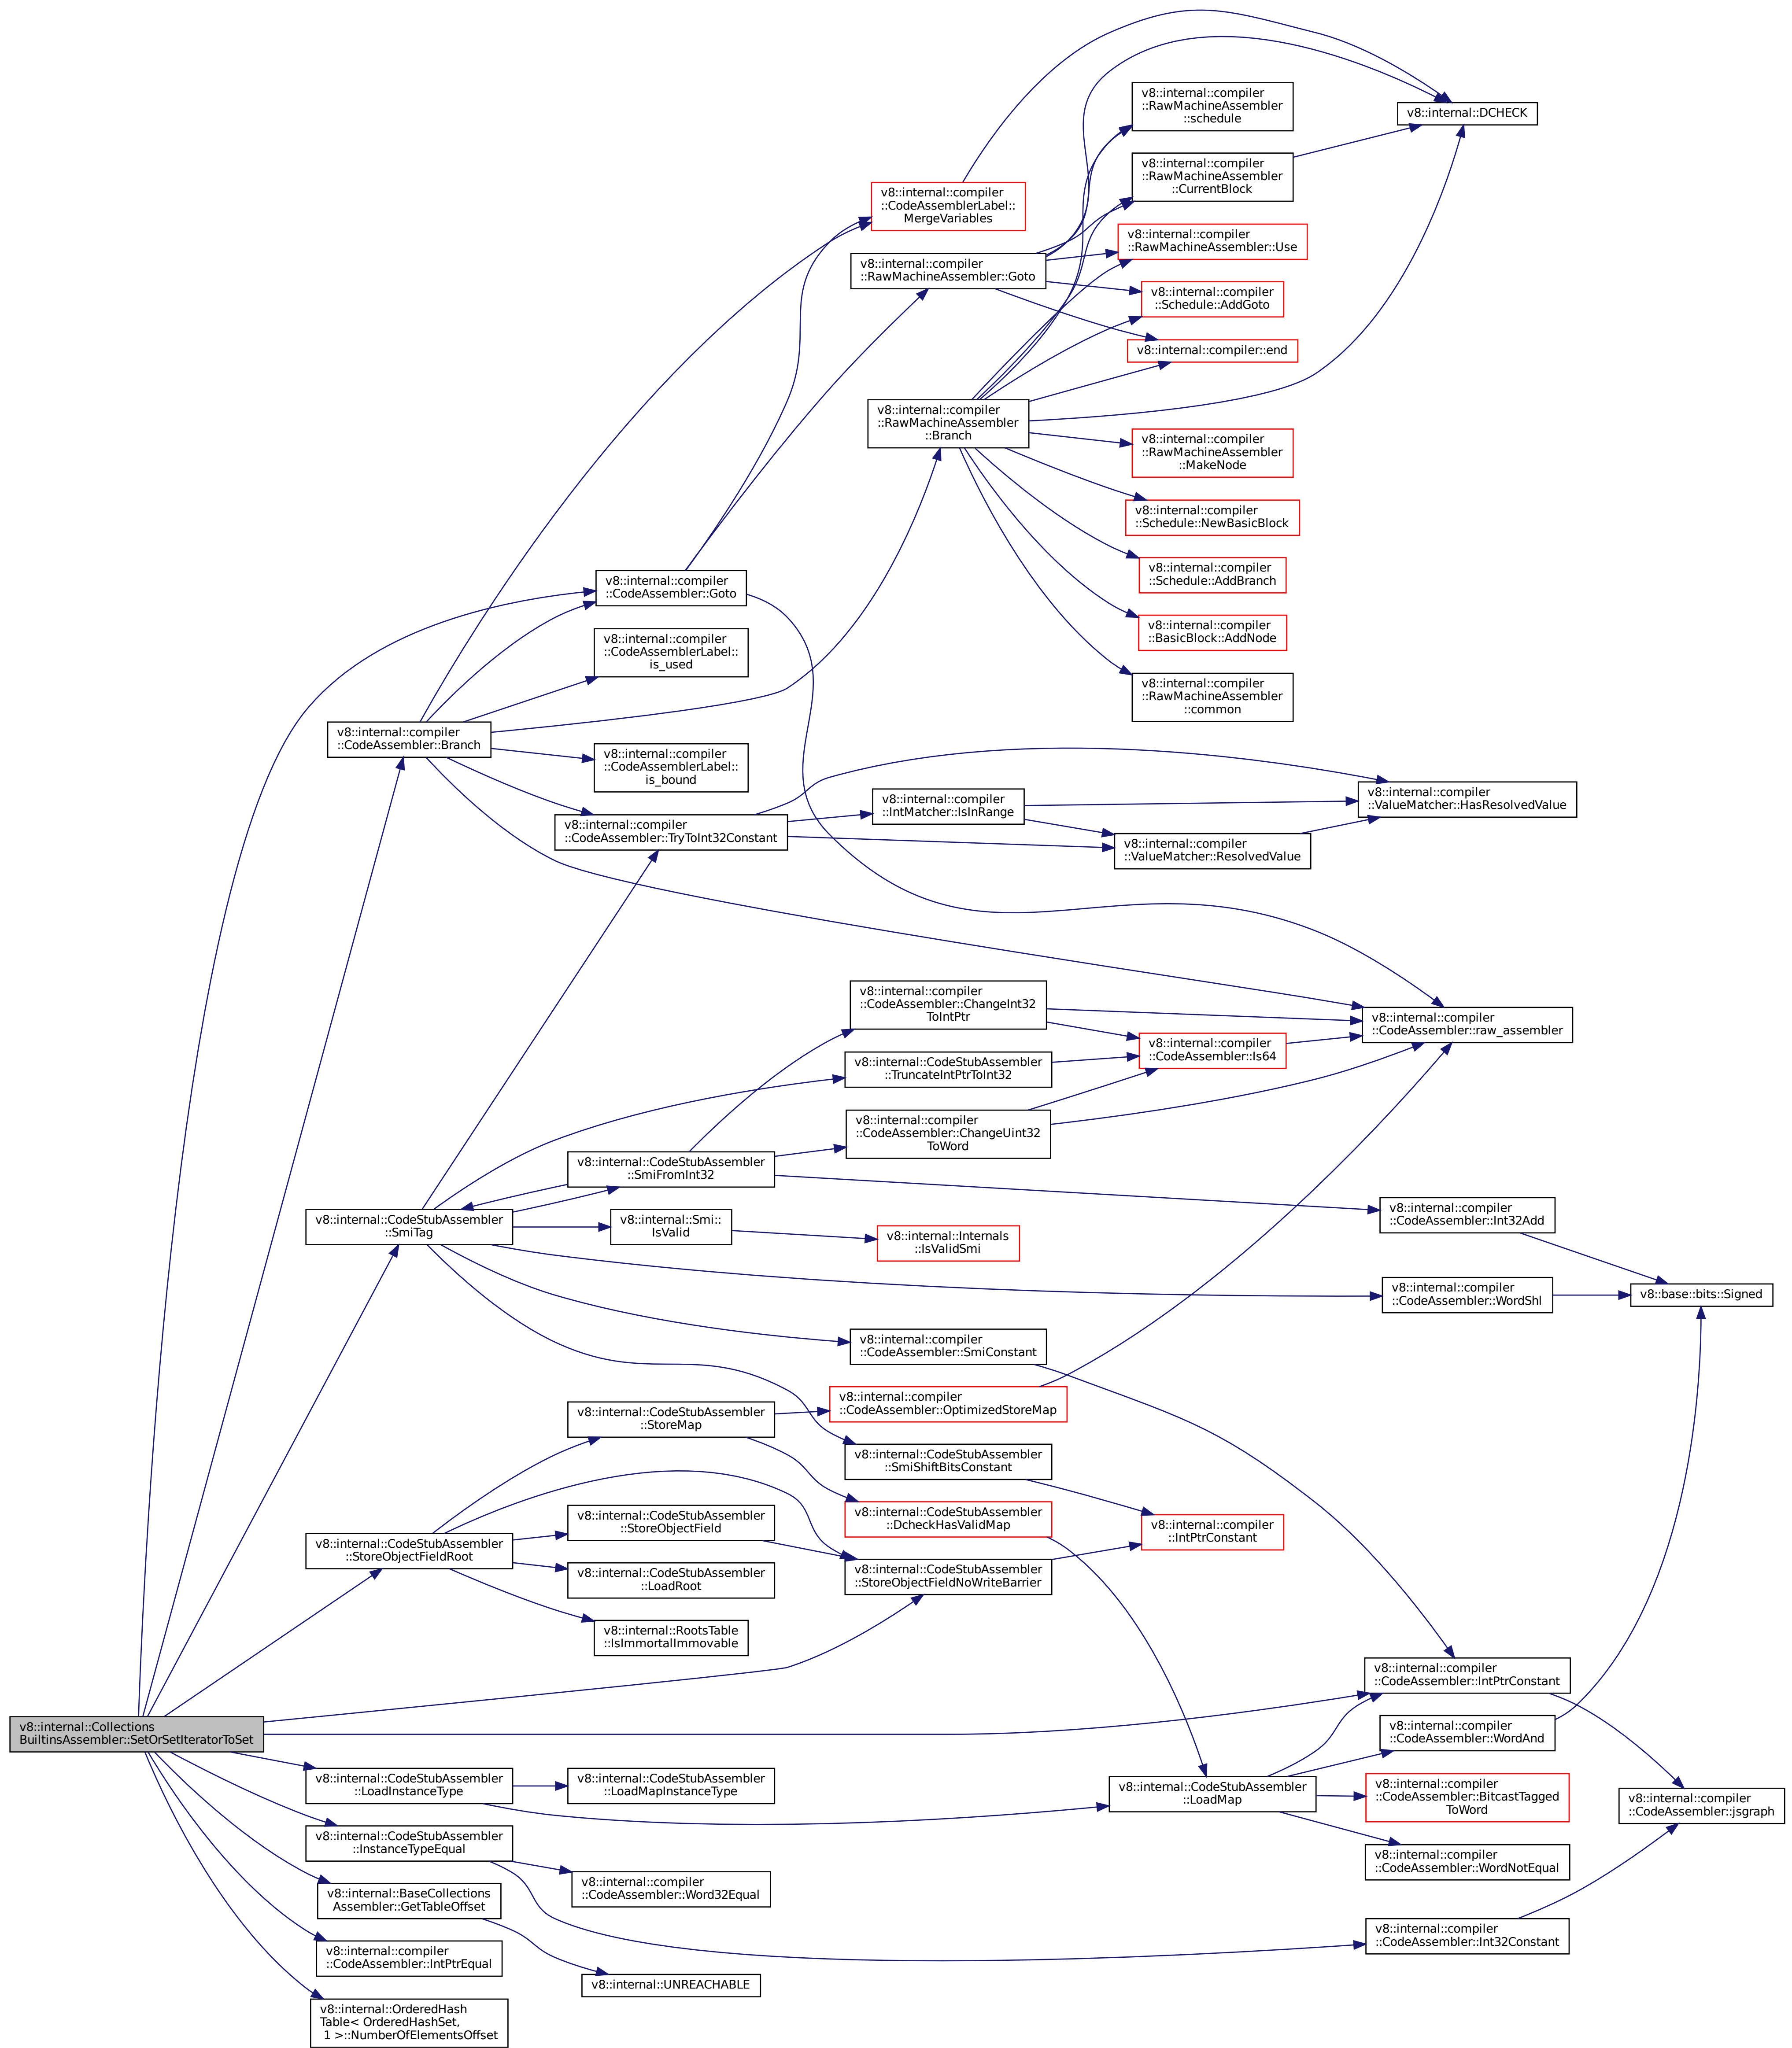 v8::internal::DCHECK
v8::internal::compiler
::RawMachineAssembler
::schedule
v8::internal::compiler
::RawMachineAssembler
::CurrentBlock
v8::internal::compiler
::CodeAssemblerLabel::
MergeVariables
v8::internal::compiler
::RawMachineAssembler::Use
v8::internal::compiler
::RawMachineAssembler::Goto
v8::internal::compiler
::Schedule::AddGoto
v8::internal::compiler::end
v8::internal::compiler
::RawMachineAssembler
::Branch
v8::internal::compiler
::RawMachineAssembler
::MakeNode
v8::internal::compiler
::Schedule::NewBasicBlock
v8::internal::compiler
::Schedule::AddBranch
v8::internal::compiler
::CodeAssembler::Goto
v8::internal::compiler
::BasicBlock::AddNode
v8::internal::compiler
::CodeAssemblerLabel::
is_used
v8::internal::compiler
::RawMachineAssembler
::common
v8::internal::compiler
::CodeAssembler::Branch
v8::internal::compiler
::CodeAssemblerLabel::
is_bound
v8::internal::compiler
::CodeAssembler::TryToInt32Constant
v8::internal::compiler
::IntMatcher::IsInRange
v8::internal::compiler
::ValueMatcher::HasResolvedValue
v8::internal::compiler
::ValueMatcher::ResolvedValue
v8::internal::compiler
::CodeAssembler::ChangeInt32
ToIntPtr
v8::internal::compiler
::CodeAssembler::raw_assembler
v8::internal::compiler
::CodeAssembler::Is64
v8::internal::CodeStubAssembler
::TruncateIntPtrToInt32
v8::internal::compiler
::CodeAssembler::ChangeUint32
ToWord
v8::internal::CodeStubAssembler
::SmiFromInt32
v8::internal::compiler
::CodeAssembler::Int32Add
v8::internal::CodeStubAssembler
::SmiTag
v8::internal::Smi::
IsValid
v8::internal::Internals
::IsValidSmi
v8::internal::compiler
::CodeAssembler::WordShl
v8::base::bits::Signed
v8::internal::compiler
::CodeAssembler::SmiConstant
v8::internal::compiler
::CodeAssembler::OptimizedStoreMap
v8::internal::CodeStubAssembler
::StoreMap
v8::internal::CodeStubAssembler
::SmiShiftBitsConstant
v8::internal::CodeStubAssembler
::DcheckHasValidMap
v8::internal::CodeStubAssembler
::StoreObjectField
v8::internal::compiler
::IntPtrConstant
v8::internal::CodeStubAssembler
::StoreObjectFieldRoot
v8::internal::CodeStubAssembler
::LoadRoot
v8::internal::CodeStubAssembler
::StoreObjectFieldNoWriteBarrier
v8::internal::RootsTable
::IsImmortalImmovable
v8::internal::compiler
::CodeAssembler::IntPtrConstant
v8::internal::Collections
BuiltinsAssembler::SetOrSetIteratorToSet
v8::internal::compiler
::CodeAssembler::WordAnd
v8::internal::CodeStubAssembler
::LoadInstanceType
v8::internal::CodeStubAssembler
::LoadMapInstanceType
v8::internal::CodeStubAssembler
::LoadMap
v8::internal::compiler
::CodeAssembler::BitcastTagged
ToWord
v8::internal::compiler
::CodeAssembler::jsgraph
v8::internal::CodeStubAssembler
::InstanceTypeEqual
v8::internal::compiler
::CodeAssembler::WordNotEqual
v8::internal::compiler
::CodeAssembler::Word32Equal
v8::internal::BaseCollections
Assembler::GetTableOffset
v8::internal::compiler
::CodeAssembler::Int32Constant
v8::internal::compiler
::CodeAssembler::IntPtrEqual
v8::internal::UNREACHABLE
v8::internal::OrderedHash
Table< OrderedHashSet,
1 >::NumberOfElementsOffset